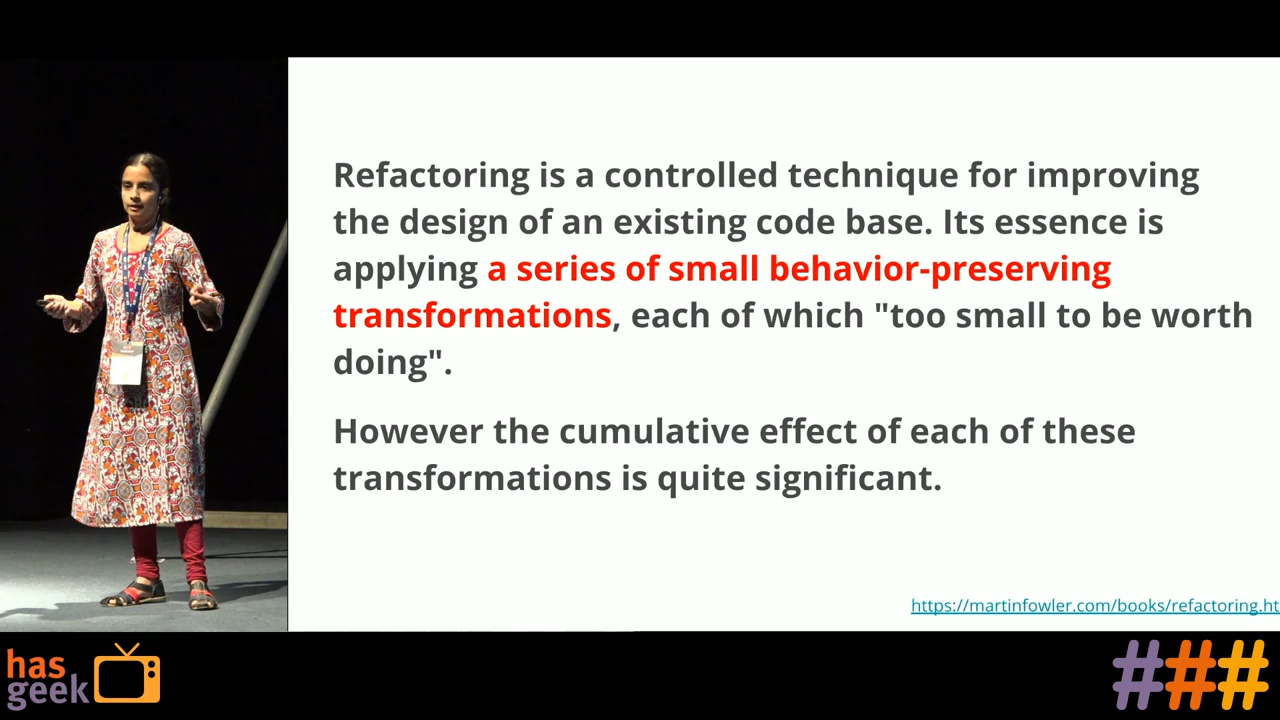 Refactoring is a controlled technique for improving
the design of an existing code base. Its essence is
applying a series of small behavior-preserving
transformations, each of which "too small to be worth
doing".
However the cumulative effect of each of these
transformations is quite significant.
https://martinfowler.com/books/refactoring.ht
has
geek
###